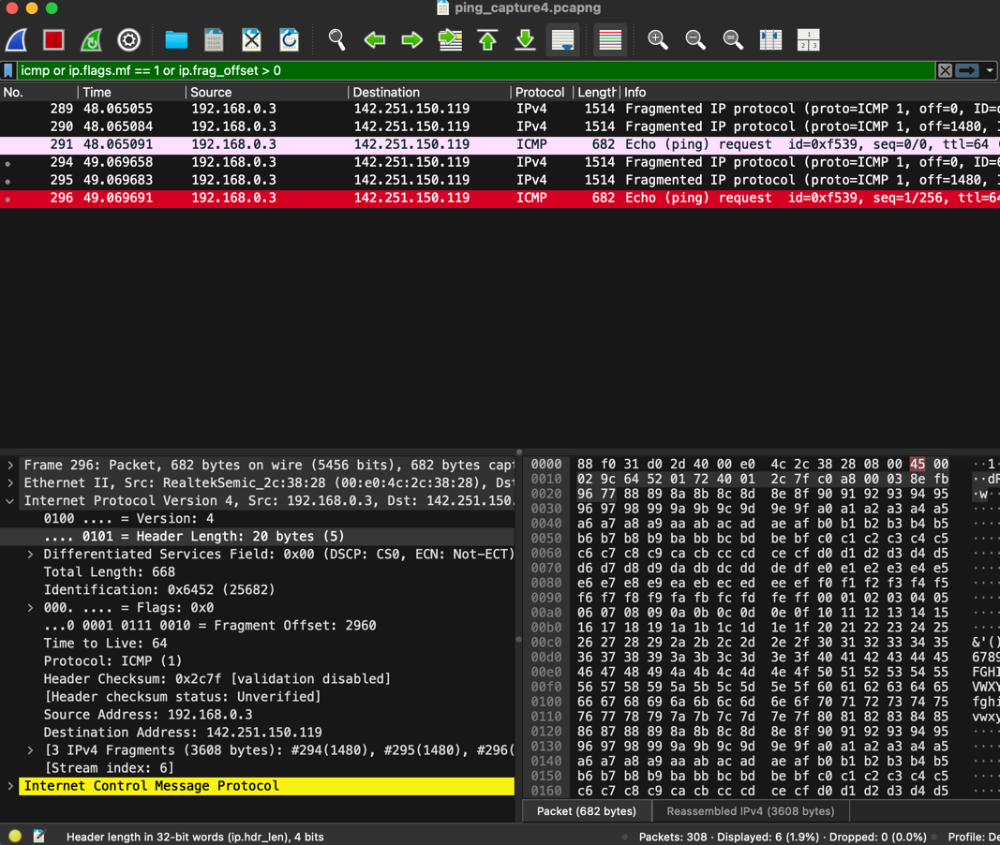 ping_capture4.pcapng
1
2 3
icmp or ip.flags.mf == 1 or ip.frag_offset > 0
No. Time Source Destination Protocol Length Info
289 48.065055 192.168.0.3 142.251.150.119 IPv4 1514 Fragmented IP protocol (proto=ICMP 1, off=0, ID=
290 48.065084 192.168.0.3 142.251.150.119 IPv4 1514 Fragmented IP protocol (proto=ICMP 1, off=1480,
291 48.065091 192.168.0.3 142.251.150.119 ICMP 682 Echo (ping) request id=0xf539, seq=0/0, ttl=64
294 49.069658 192.168.0.3 142.251.150.119 IPv4 1514 Fragmented IP protocol (proto=ICMP 1, off=0, ID=
295 49.069683 192.168.0.3 142.251.150.119 IPv4 1514 Fragmented IP protocol (proto=ICMP 1, off=1480,
296 49.069691 192.168.0.3 142.251.150.119 ICMP 682 Echo (ping) request id=0xf539, seq=1/256, ttl=64
Frame 296: Packet, 682 bytes on wire (5456 bits), 682 bytes capt
Ethernet II, Src: RealtekSemic_2c:38:28 (00:e0:4c:2c:38:28), Dst
Internet Protocol Version 4, Src: 192.168.0.3, Dst: 142.251.150.
0100 .... = Version: 4
.... 0101 = Header Length: 20 bytes (5)
Differentiated Services Field: 0x00 (DSCP: CS0, ECN: Not-ECT)
Total Length: 668
Identification: 0x6452 (25682)
000. .... = Flags: 0x0
...0 0001 0111 0010 = Fragment Offset: 2960
Time to Live: 64
Protocol: ICMP (1)
Header Checksum: 0x2c7f [validation disabled]
[Header checksum status: Unverified]
Source Address: 192.168.0.3
Destination Address: 142.251.150.119
[3 IPv4 Fragments (3608 bytes): #294(1480), #295(1480), #296(
[Stream index: 6]
Internet Control Message Protocol
0000 88 f0 31 d0 2d 40 00 e0 4c 2c 38 28 08 00 45 00 ··1·
0010 02 9c 64 52 01 72 40 01 2c 7f c0 a8 00 03 8e fb ··dR
0020 96 77 88 89 8a 8b 8c 8d 8e 8f 90 91 92 93 94 95 ·w··
0030 96 97 98 99 9a 9b 9c 9d 9e 9f a0 a1 a2 a3 a4 a5 ····
0040 a6 a7 a8 a9 aa ab ac ad ae af b0 b1 b2 b3 b4 b5 ····
0050 b6 b7 b8 b9 ba bb bc bd be bf c0 c1 c2 c3 c4 c5 ····
0060 c6 c7 c8 c9 ca cb cc cd ce cf d0 d1 d2 d3 d4 d5 ····
0070 d6 d7 d8 d9 da db dc dd de df e0 e1 e2 e3 e4 e5 ····
0080 e6 e7 e8 e9 ea eb ec ed ee ef f0 f1 f2 f3 f4 f5 ····
0090 f6 f7 f8 f9 fa fb fc fd fe ff 00 01 02 03 04 05 ····
00a0 06 07 08 09 0a 0b 0c 0d 0e 0f 10 11 12 13 14 15 ····
00b0 16 17 18 19 1a 1b 1c 1d 1e 1f 20 21 22 23 24 25 ····
00c0 26 27 28 29 2a 2b 2c 2d 2e 2f 30 31 32 33 34 35 &'()
00d0 36 37 38 39 3a 3b 3c 3d 3e 3f 40 41 42 43 44 45 6789
00e0 46 47 48 49 4a 4b 4c 4d 4e 4f 50 51 52 53 54 55 FGHI
00f0 56 57 58 59 5a 5b 5c 5d 5e 5f 60 61 62 63 64 65 VWXY
0100 66 67 68 69 6a 6b 6c 6d 6e 6f 70 71 72 73 74 75 fghi
0110 76 77 78 79 7a 7b 7c 7d 7e 7f 80 81 82 83 84 85 vwxy
0120 86 87 88 89 8a 8b 8c 8d 8e 8f 90 91 92 93 94 95 ····
0130 96 97 98 99 9a 9b 9c 9d 9e 9f a0 a1 a2 a3 a4 a5 ····
0140 a6 a7 a8 a9 aa ab ac ad ae af b0 b1 b2 b3 b4 b5 ····
0150 b6 b7 b8 b9 ba bb bc bd be bf c0 c1 c2 c3 c4 c5 ····
0160 c6 c7 c8 c9 ca cb cc cd ce cf d0 d1 d2 d3 d4 d5 ····
Packet (682 bytes) Reassembled IPv4 (3608 bytes)
Header length in 32-bit words (ip.hdr_len), 4 bits Packets: 308 · Displayed: 6 (1.9%) · Dropped: 0 (0.0%) Profile: De